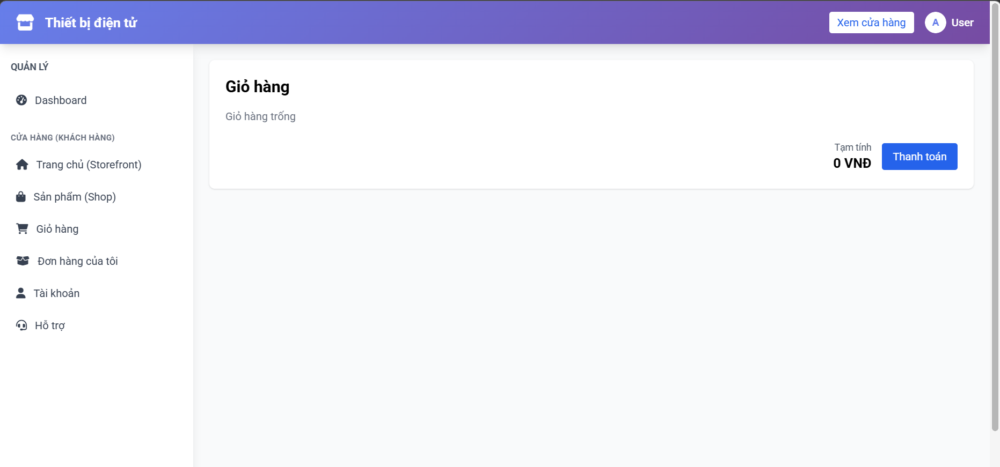 Thiết bị điện tử
Xem cửa hàng
A
User
QUẢN LÝ
Dashboard
CỬA HÀNG (KHÁCH HÀNG)
Trang chủ (Storefront)
Sản phẩm (Shop)
Giỏ hàng
Đơn hàng của tôi
Tài khoản
Hỗ trợ
Giỏ hàng
Giỏ hàng trống
Tạm tính
0 VNĐ
Thanh toán